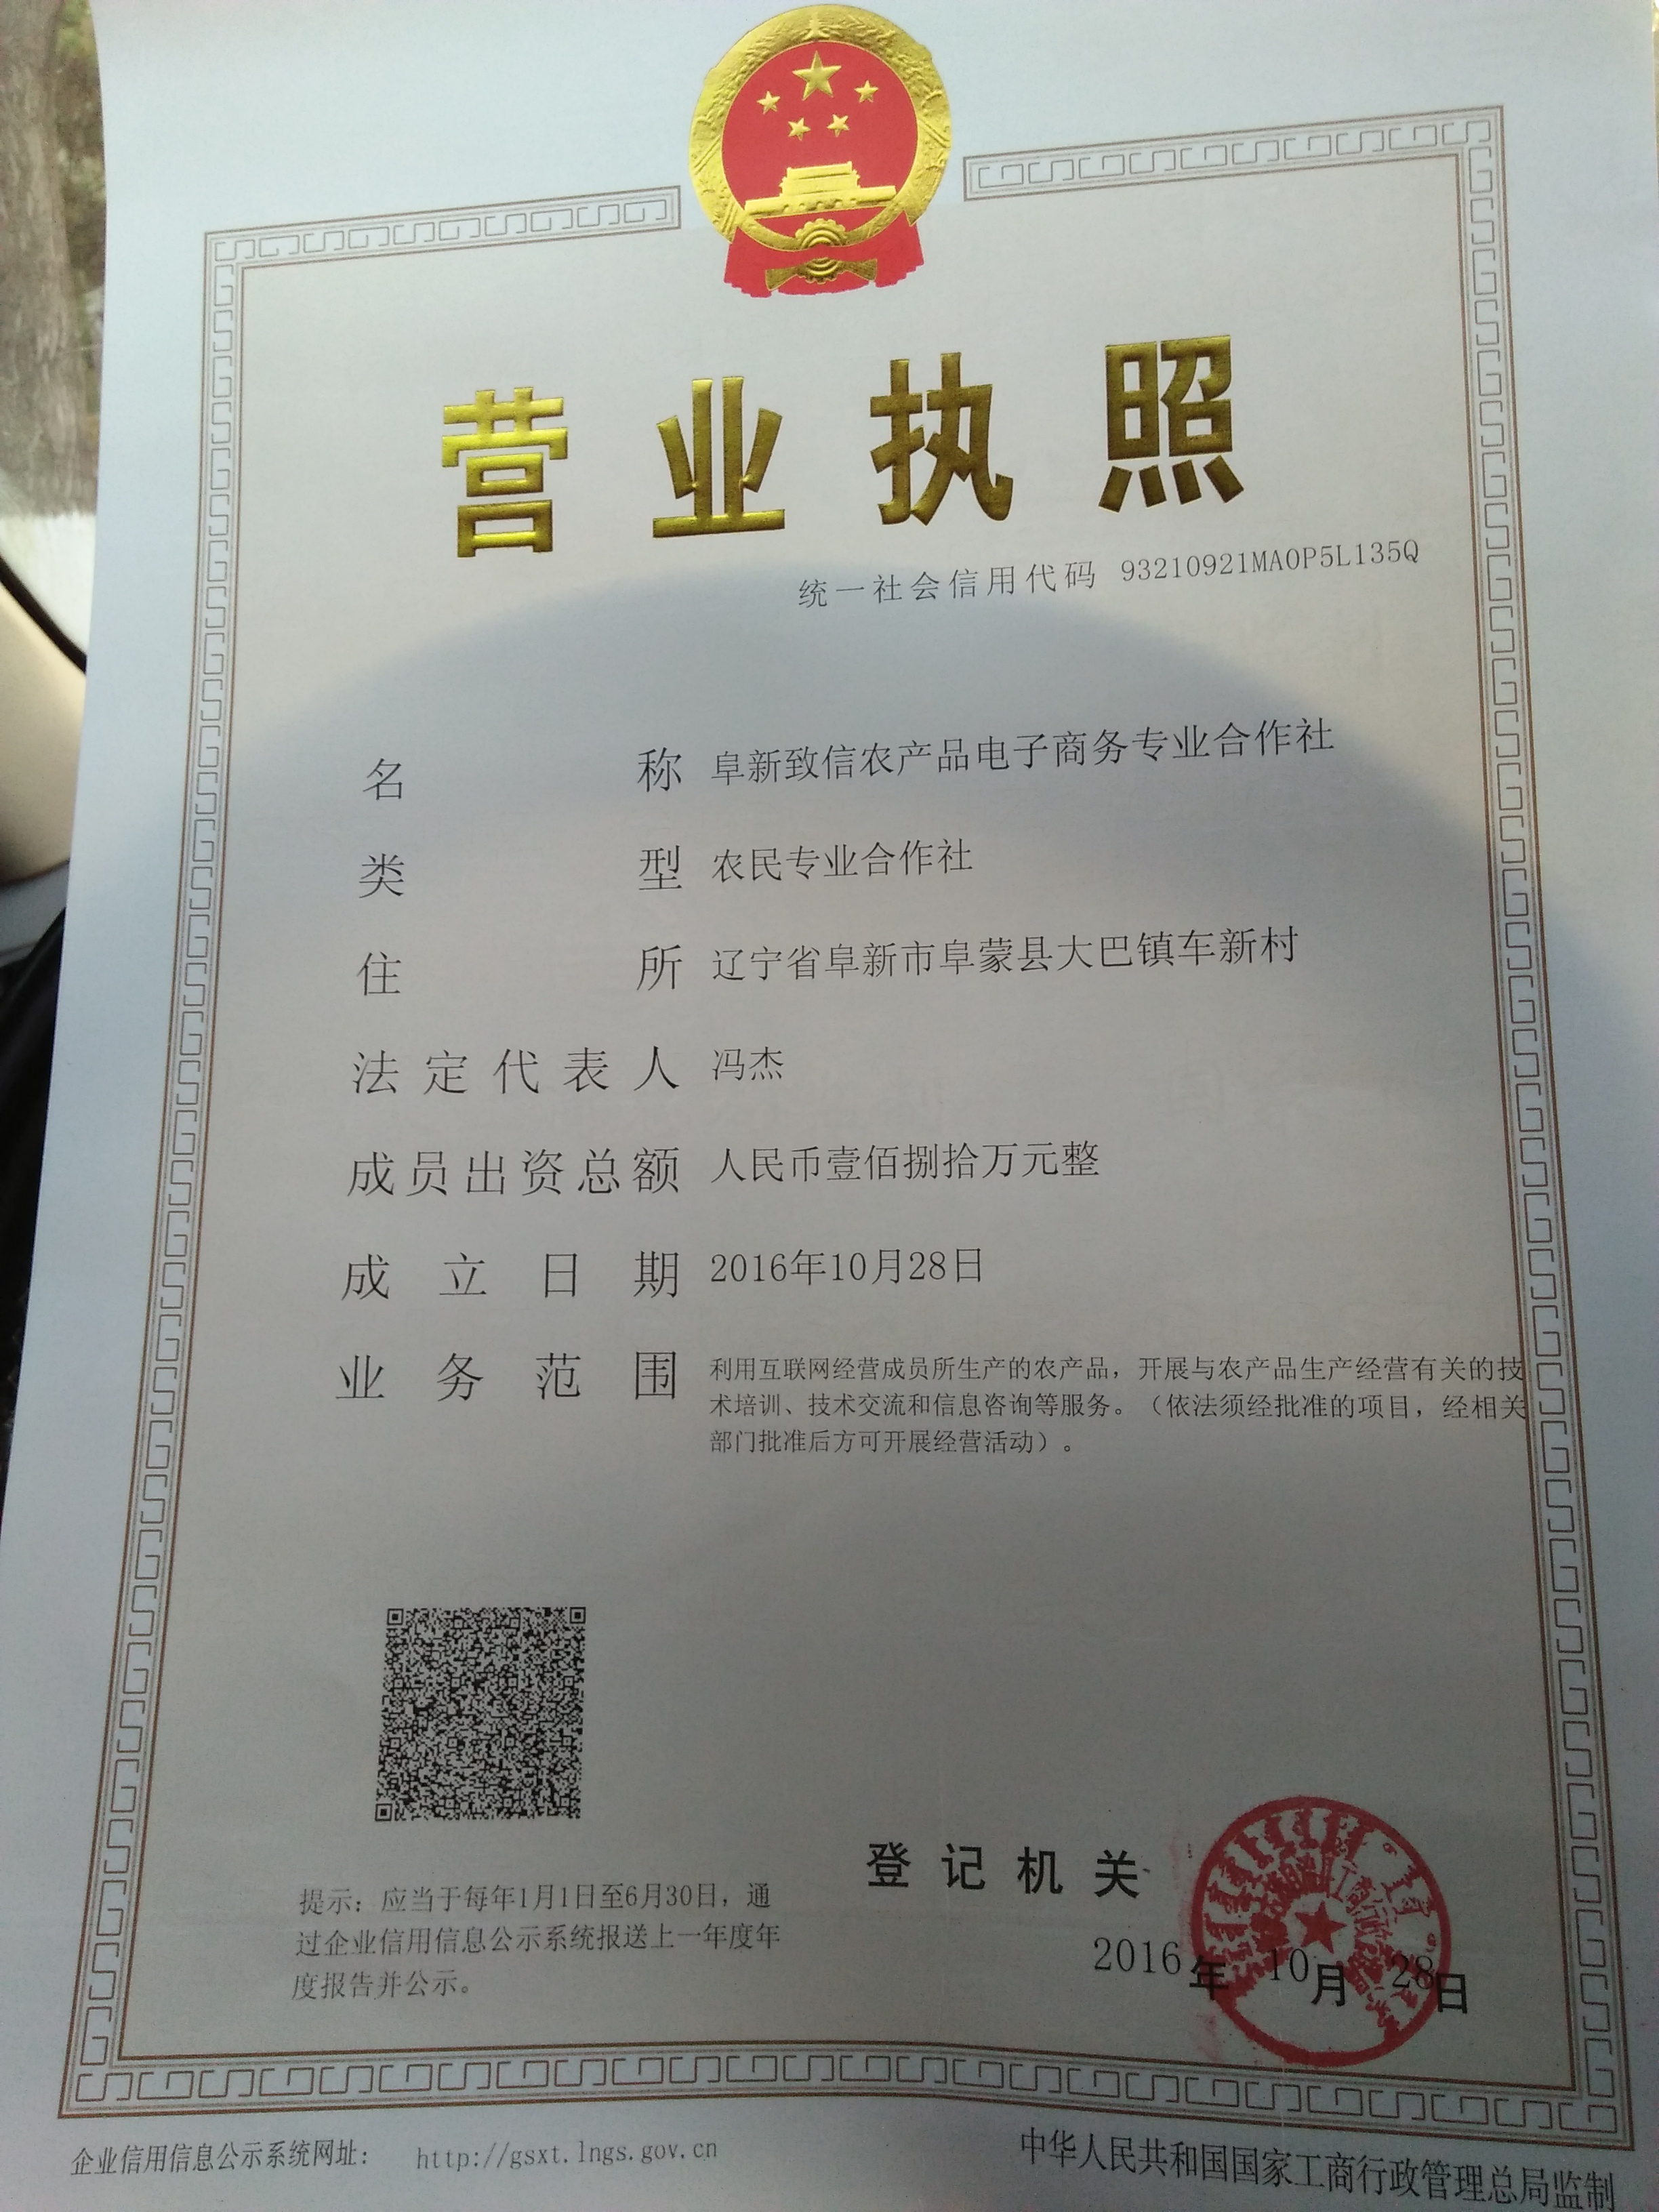 营业执照
统一社会信用代码 93210921MA0P5L135Q
名称 阜新致信农产品电子商务专业合作社
类型 农民专业合作社
住所 辽宁省阜新市阜蒙县大巴镇车新村
法定代表人 冯杰
成员出资总额 人民币壹佰捌拾万元整
成立日期 2016年10月28日
业务范围 利用互联网经营成员所生产的农产品，开展与农产品生产经营有关的技
术培训、技术交流和信息咨询等服务。（依法须经批准的项目，经相关
部门批准后方可开展经营活动）。
提示：应当于每年1月1日至6月30日，通
过企业信用信息公示系统报送上一年度年
度报告并公示。
登记机关
2016年 10月 28日
企业信用信息公示系统网址： http://gsxt.lngs.gov.cn
中华人民共和国国家工商行政管理总局监制